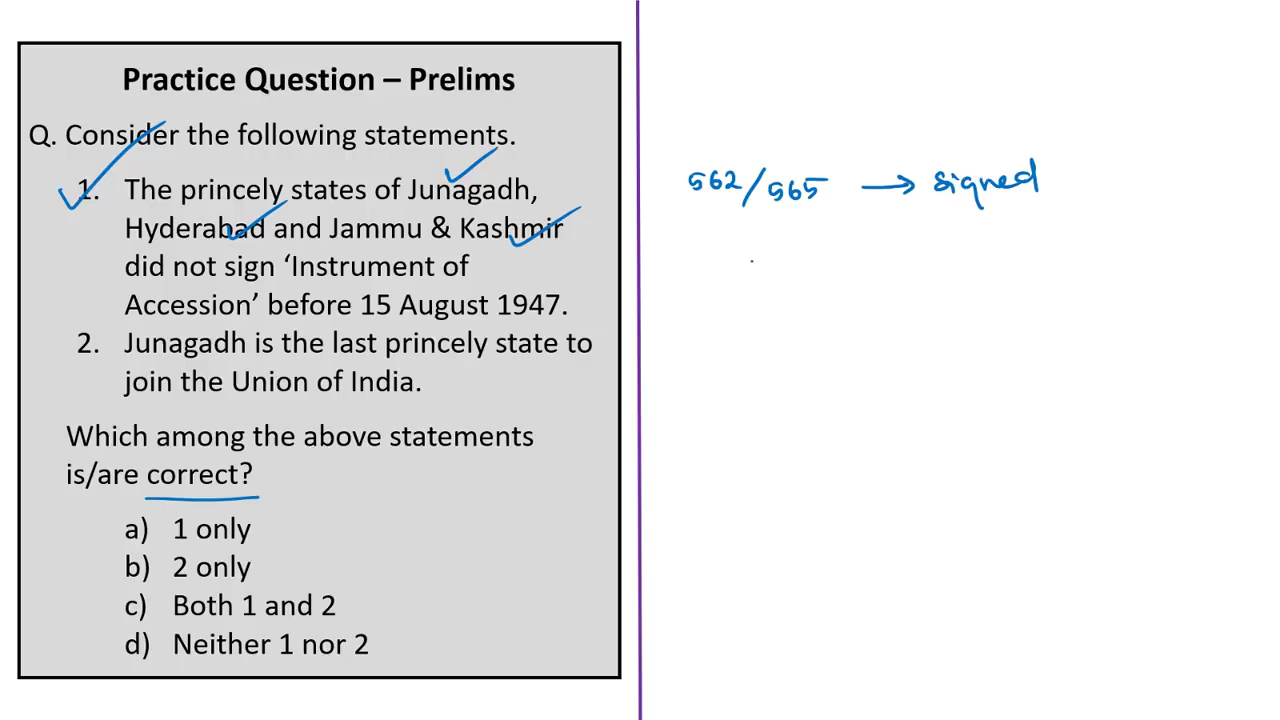 Practice Question – Prelims
Q. Consider the following statements.
1. The princely states of Junagadh,
Hyderabad and Jammu & Kashmir
did not sign ‘Instrument of
Accession’ before 15 August 1947.
2. Junagadh is the last princely state to
join the Union of India.
Which among the above statements
is/are correct?
a) 1 only
b) 2 only
c) Both 1 and 2
d) Neither 1 nor 2
562/565 → signed